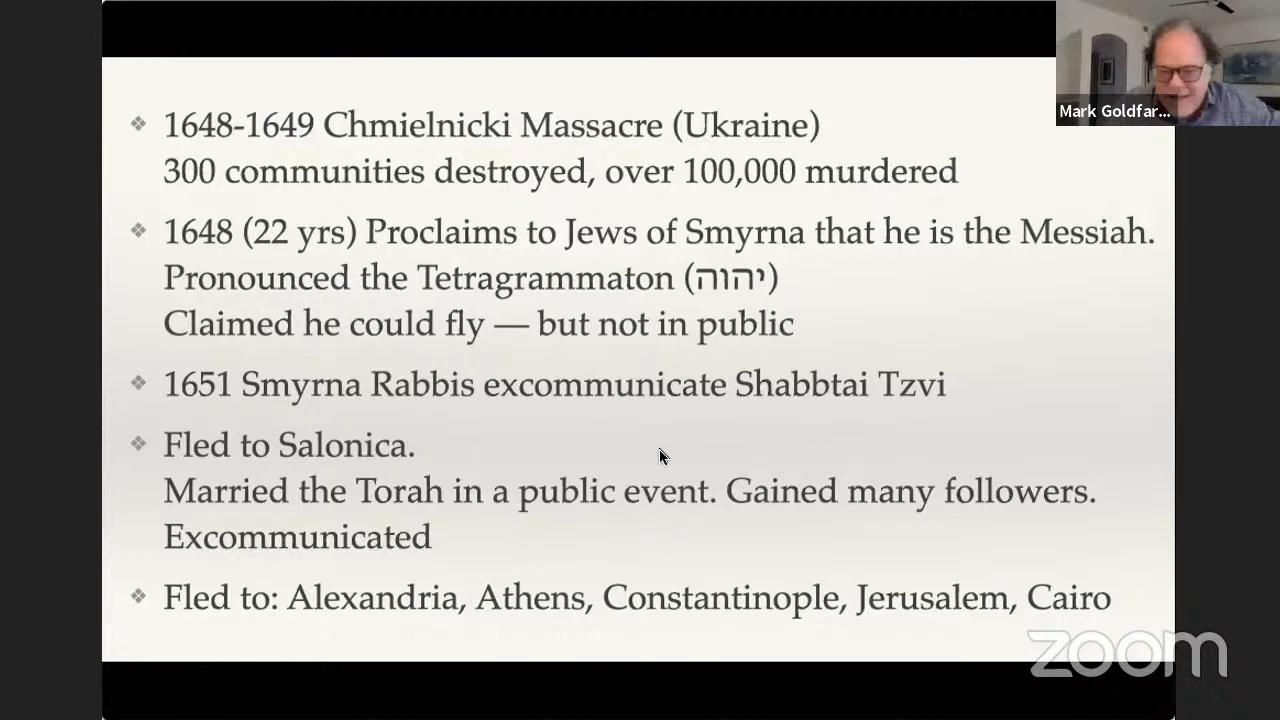 Mark Goldfar...
1648-1649 Chmielnicki Massacre (Ukraine)
300 communities destroyed, over 100,000 murdered
1648 (22 yrs) Proclaims to Jews of Smyrna that he is the Messiah.
Pronounced the Tetragrammaton (יהוה)
Claimed he could fly — but not in public
1651 Smyrna Rabbis excommunicate Shabbtai Tzvi
Fled to Salonica.
Married the Torah in a public event. Gained many followers.
Excommunicated
Fled to: Alexandria, Athens, Constantinople, Jerusalem, Cairo
zoom